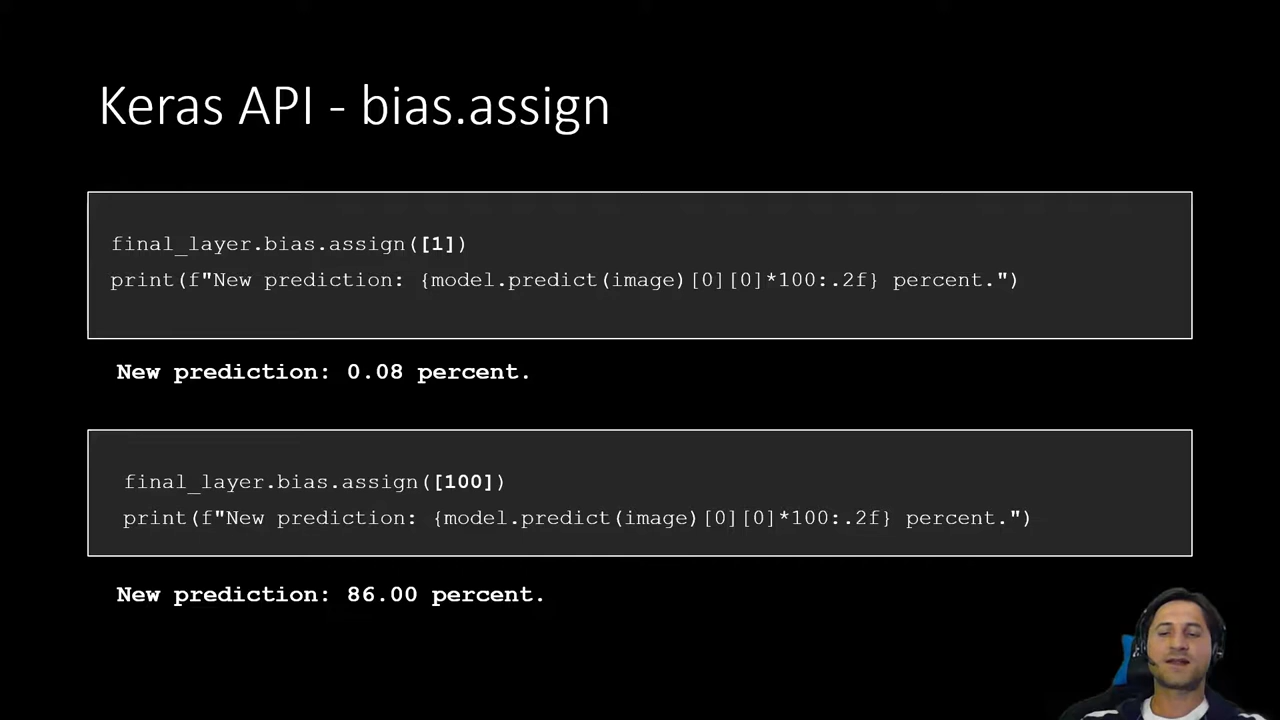 Keras API - bias.assign
final_layer.bias.assign([1])
print(f"New prediction: {model.predict(image)[0][0]*100:.2f} percent.")
New prediction: 0.08 percent.
final_layer.bias.assign([100])
print(f"New prediction: {model.predict(image)[0][0]*100:.2f} percent.")
New prediction: 86.00 percent.